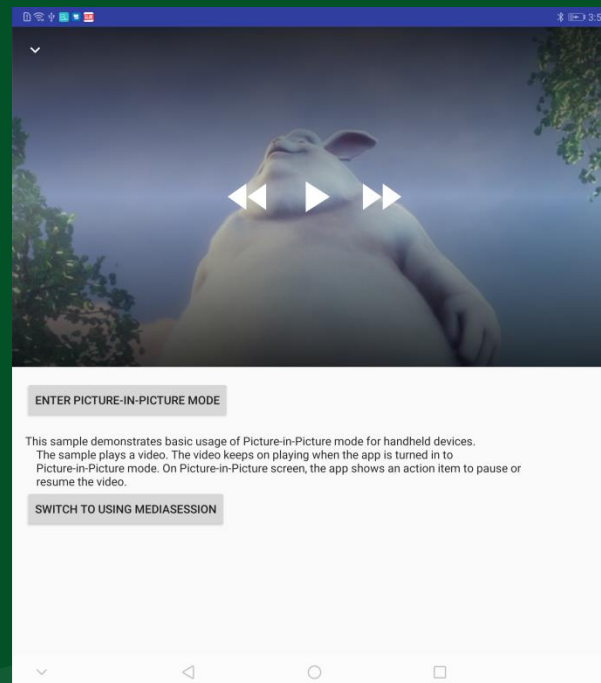 3:5
ENTER PICTURE-IN-PICTURE MODE
This sample demonstrates basic usage of Picture-in-Picture mode for handheld devices.
The sample plays a video. The video keeps on playing when the app is turned in to
Picture-in-Picture mode. On Picture-in-Picture screen, the app shows an action item to pause or
resume the video.
SWITCH TO USING MEDIASESSION